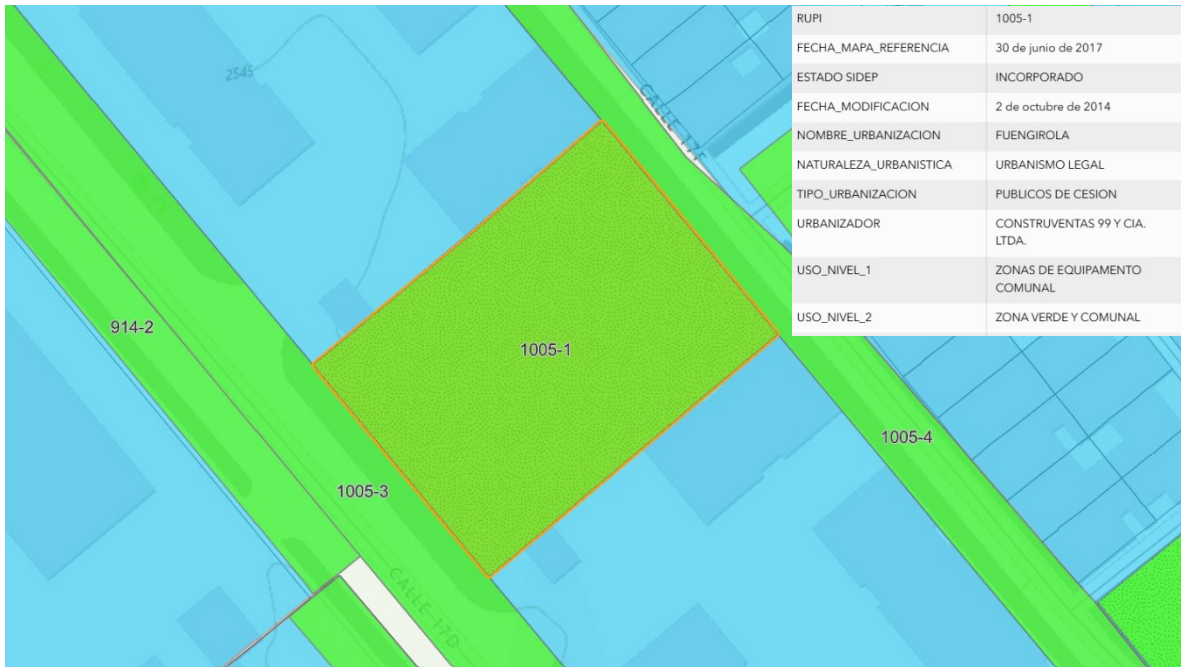 RUPI 1005-1
FECHA_MAPA_REFERENCIA 30 de junio de 2017
ESTADO SIDEP INCORPORADO
FECHA_MODIFICACION 2 de octubre de 2014
NOMBRE_URBANIZACION FUENGIROLA
NATURALEZA_URBANISTICA URBANISMO LEGAL
TIPO_URBANIZACION PUBLICOS DE CESION
URBANIZADOR CONSTRUVENTAS 99 Y CIA.
LTDA.
USO_NIVEL_1 ZONAS DE EQUIPAMENTO
COMUNAL
USO_NIVEL_2 ZONA VERDE Y COMUNAL
2545
CALLE 17F
914-2
1005-1
1005-4
1005-3
CALLE 17D